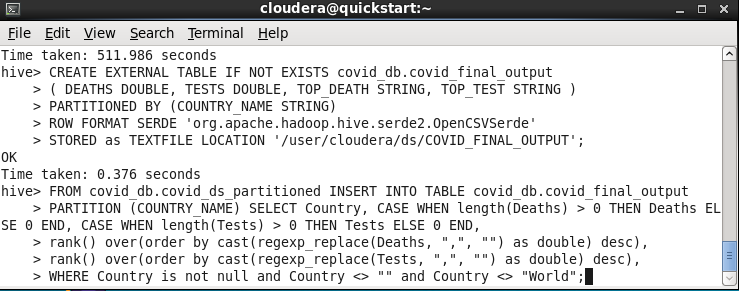 cloudera@quickstart:~
File Edit View Search Terminal Help
Time taken: 511.986 seconds
hive> CREATE EXTERNAL TABLE IF NOT EXISTS covid_db.covid_final_output
    > ( DEATHS DOUBLE, TESTS DOUBLE, TOP_DEATH STRING, TOP_TEST STRING )
    > PARTITIONED BY (COUNTRY_NAME STRING)
    > ROW FORMAT SERDE 'org.apache.hadoop.hive.serde2.OpenCSVSerde'
    > STORED as TEXTFILE LOCATION '/user/cloudera/ds/COVID_FINAL_OUTPUT';
OK
Time taken: 0.376 seconds
hive> FROM covid_db.covid_ds_partitioned INSERT INTO TABLE covid_db.covid_final_output
    > PARTITION (COUNTRY_NAME) SELECT Country, CASE WHEN length(Deaths) > 0 THEN Deaths EL
SE 0 END, CASE WHEN length(Tests) > 0 THEN Tests ELSE 0 END,
    > rank() over(order by cast(regexp_replace(Deaths, ",", "") as double) desc),
    > rank() over(order by cast(regexp_replace(Tests, ",", "") as double) desc),
    > WHERE Country is not null and Country <> "" and Country <> "World";